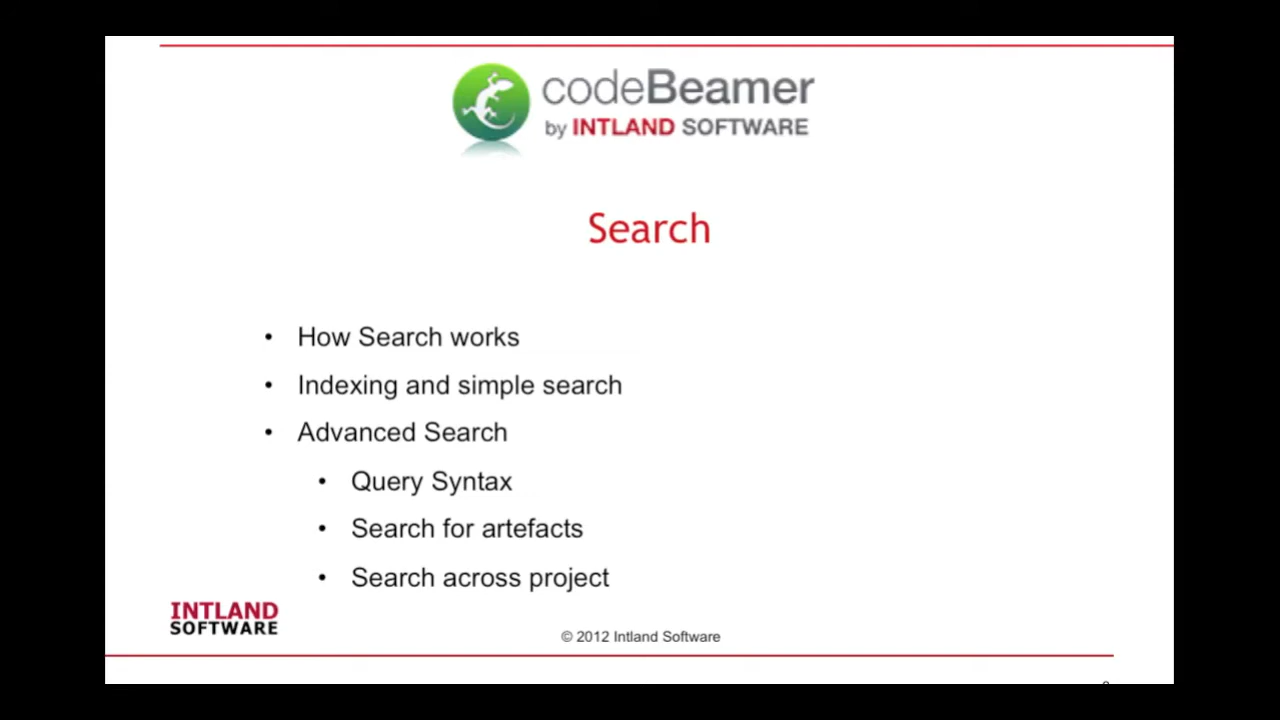 codeBeamer
by INTLAND SOFTWARE
Search
• How Search works
• Indexing and simple search
• Advanced Search
• Query Syntax
• Search for artefacts
• Search across project
INTLAND
SOFTWARE
© 2012 Intland Software